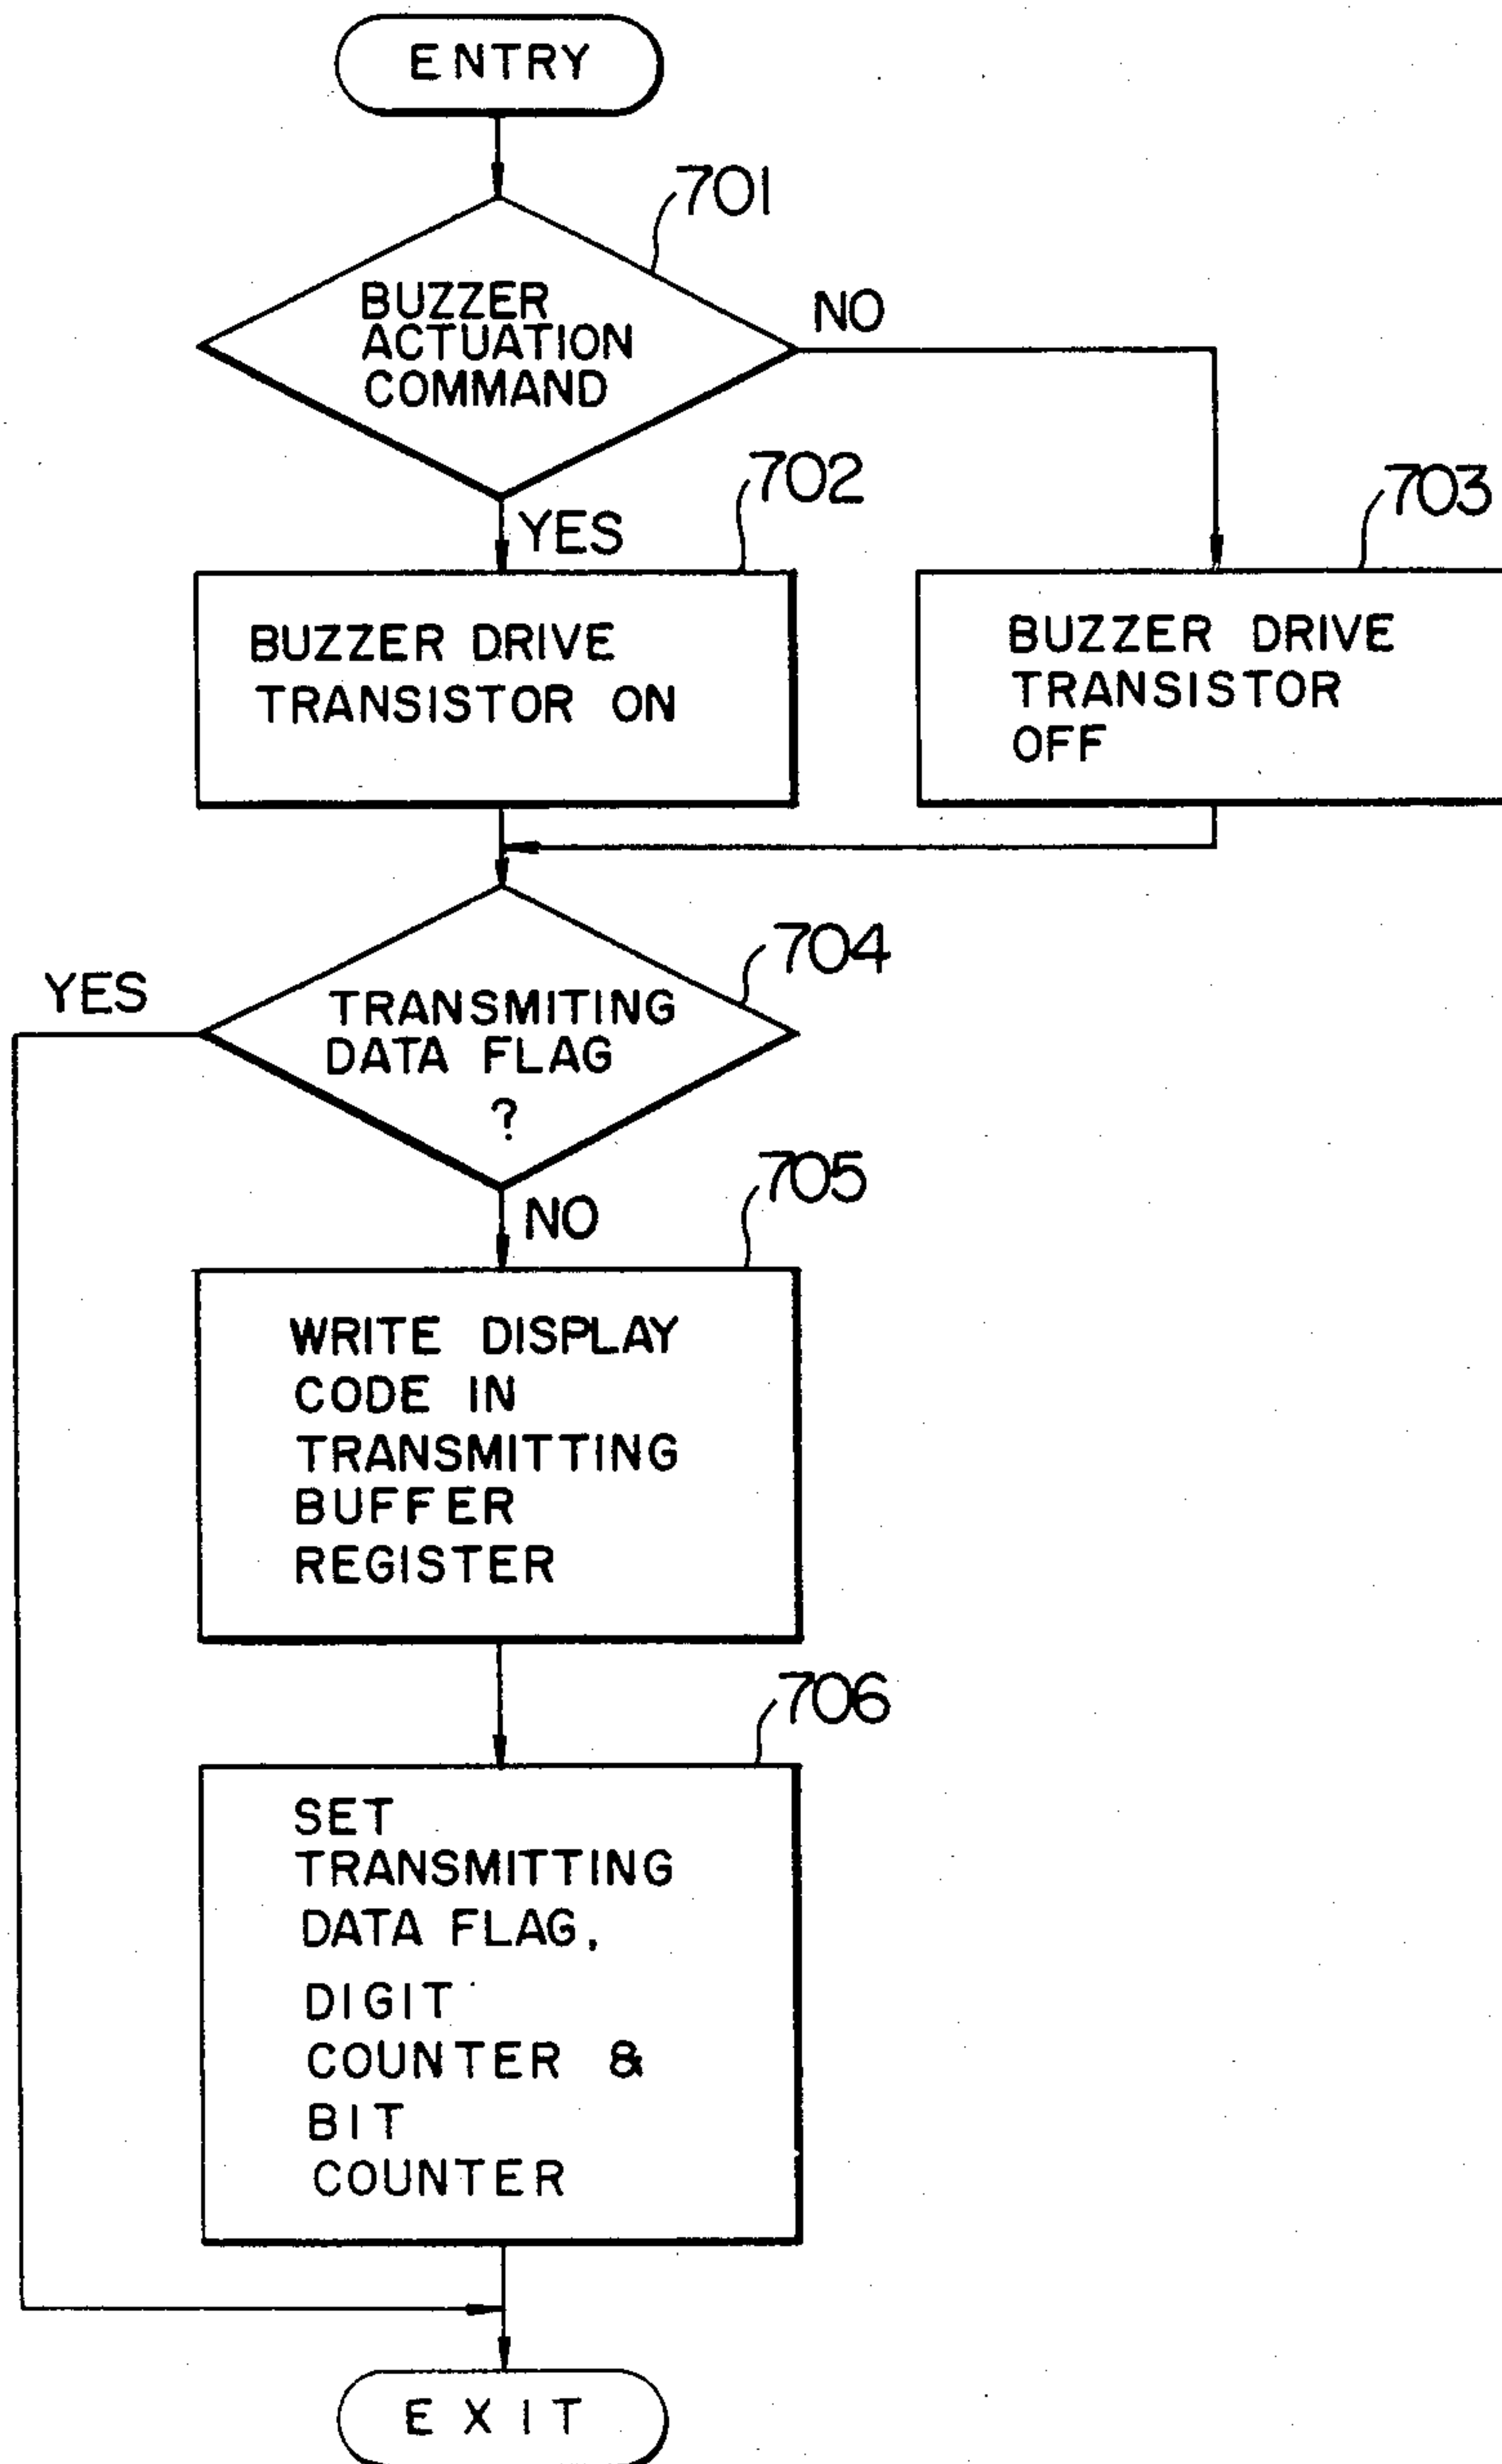 ENTRY
701
BUZZER
ACTUATION
COMMAND
NO
YES
702
BUZZER DRIVE
TRANSISTOR ON
703
BUZZER DRIVE
TRANSISTOR
OFF
704
YES
TRANSMITING
DATA FLAG
?
NO
705
WRITE DISPLAY
CODE IN
TRANSMITTING
BUFFER
REGISTER
706
SET
TRANSMITTING
DATA FLAG,
DIGIT
COUNTER &
BIT
COUNTER
EXIT